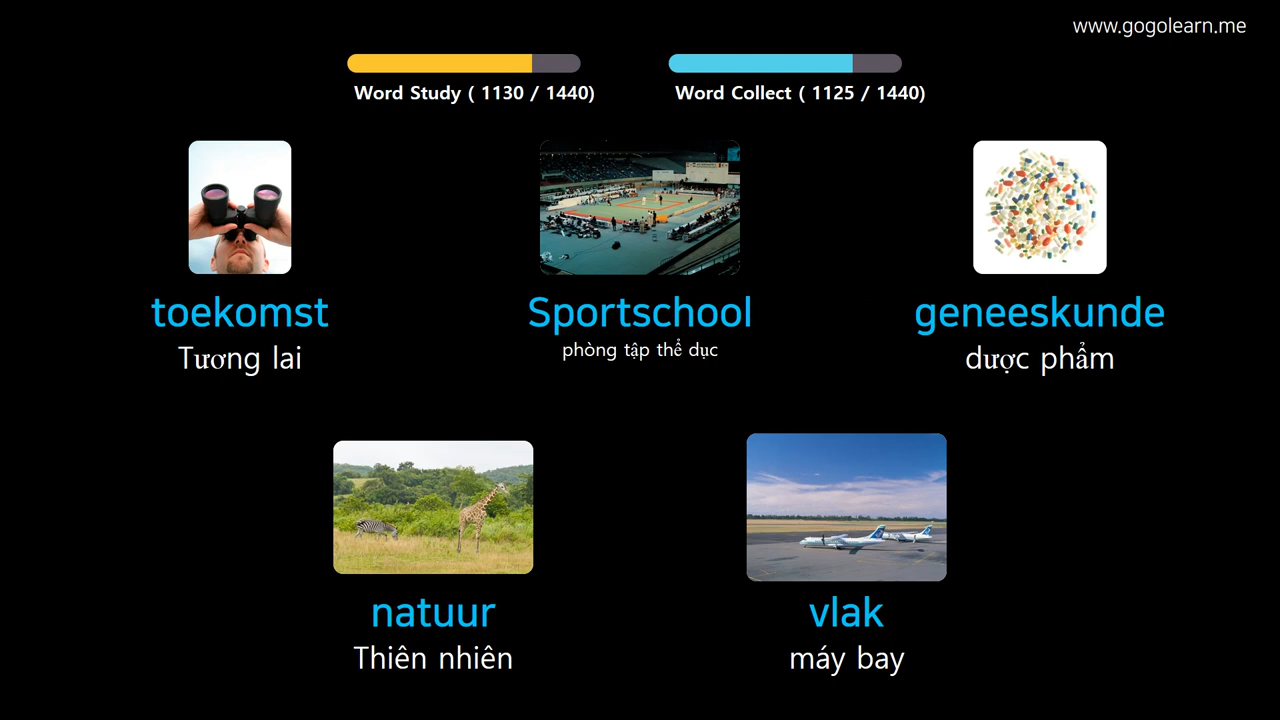 www.gogolearn.me
Word Study ( 1130 / 1440)
Word Collect ( 1125 / 1440)
toekomst
Tương lai
Sportschool
phòng tập thể dục
geneeskunde
dược phẩm
natuur
Thiên nhiên
vlak
máy bay